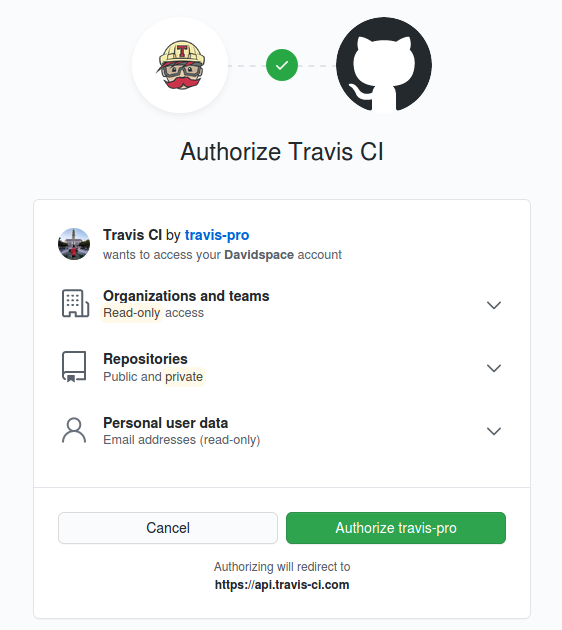 T
Authorize Travis CI
Travis CI by travis-pro
wants to access your Davidspace account
Organizations and teams
Read-only access
Repositories
Public and private
Personal user data
Email addresses (read-only)
Cancel
Authorize travis-pro
Authorizing will redirect to
https://api.travis-ci.com